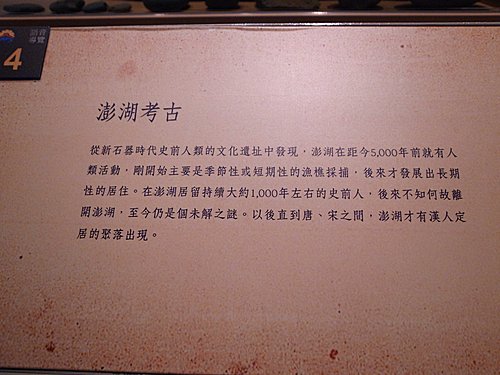 語音
導覽
4
澎湖考古
從新石器時代史前人類的文化遺址中發現，澎湖在距今5,000年前就有人
類活動，剛開始主要是季節性或短期性的漁樵採捕，後來才發展出長期
性的居住。在澎湖居留持續大約1,000年左右的史前人，後來不知何故離
開澎湖，至今仍是個未解之謎。以後直到唐、宋之間，澎湖才有漢人定
居的聚落出現。